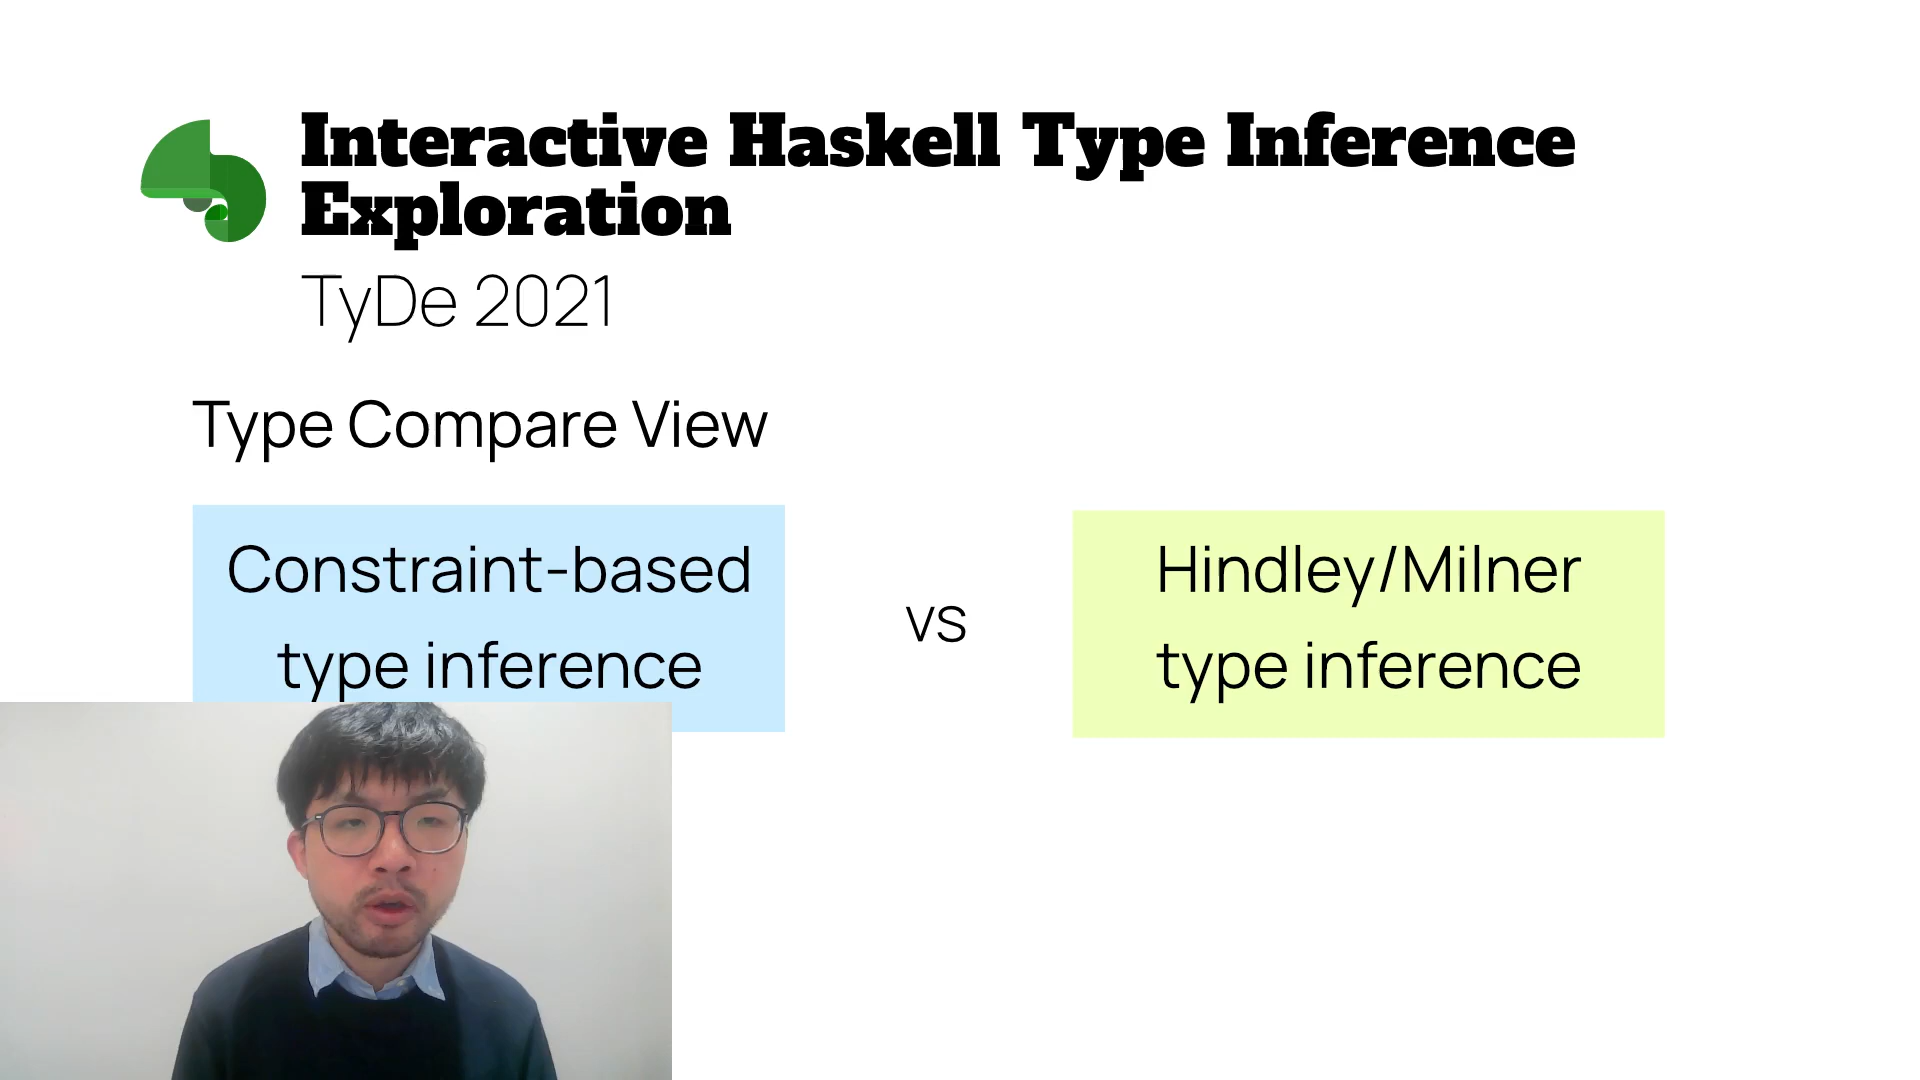 Interactive Haskell Type Inference
Exploration
TyDe 2021
Type Compare View
Constraint-based
type inference
vs
Hindley/Milner
type inference